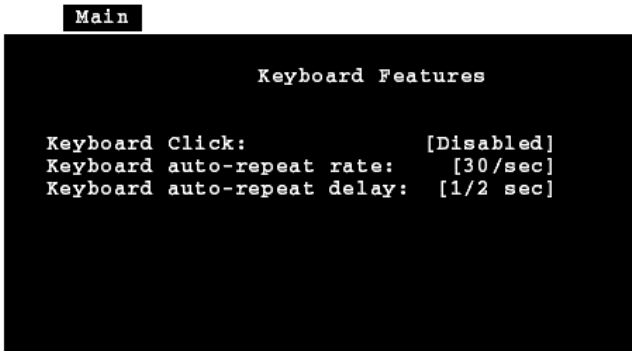 Main
Keyboard Features
Keyboard Click: [Disabled]
Keyboard auto-repeat rate: [30/sec]
Keyboard auto-repeat delay: [1/2 sec]